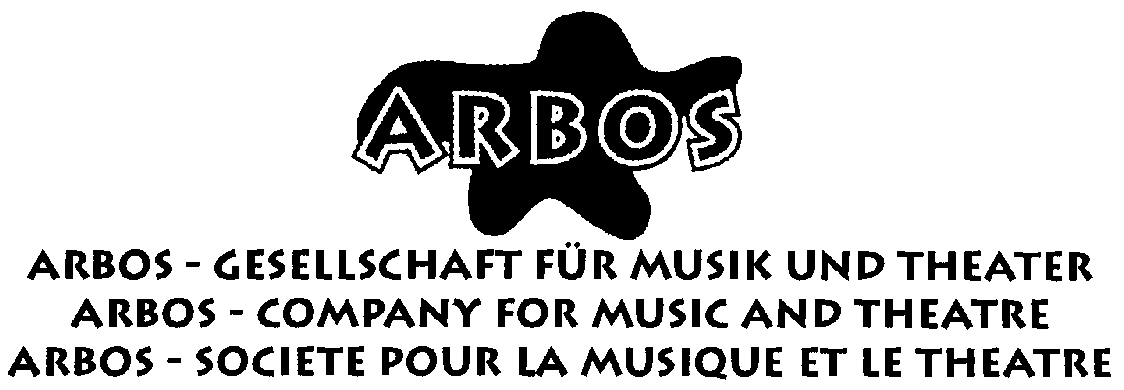 ARBOS
ARBOS - GESELLSCHAFT FÜR MUSIK UND THEATER
ARBOS - COMPANY FOR MUSIC AND THEATRE
ARBOS - SOCIETE POUR LA MUSIQUE ET LE THEATRE